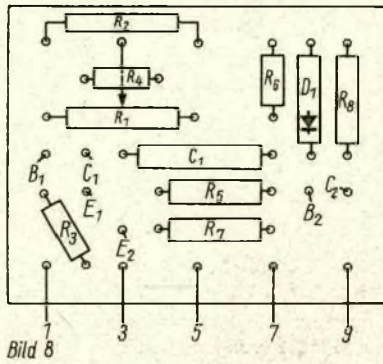 R2
R4
R6 D1 R8
R1
C1
B1 C1
R5
C2
E1 B2
R3 R7
E2
1 3 5 7 9
Bild 8